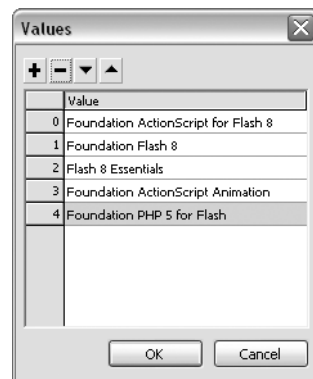 Values
Value
0 Foundation ActionScript for Flash 8
1 Foundation Flash 8
2 Flash 8 Essentials
3 Foundation ActionScript Animation
4 Foundation PHP 5 for Flash
OK Cancel